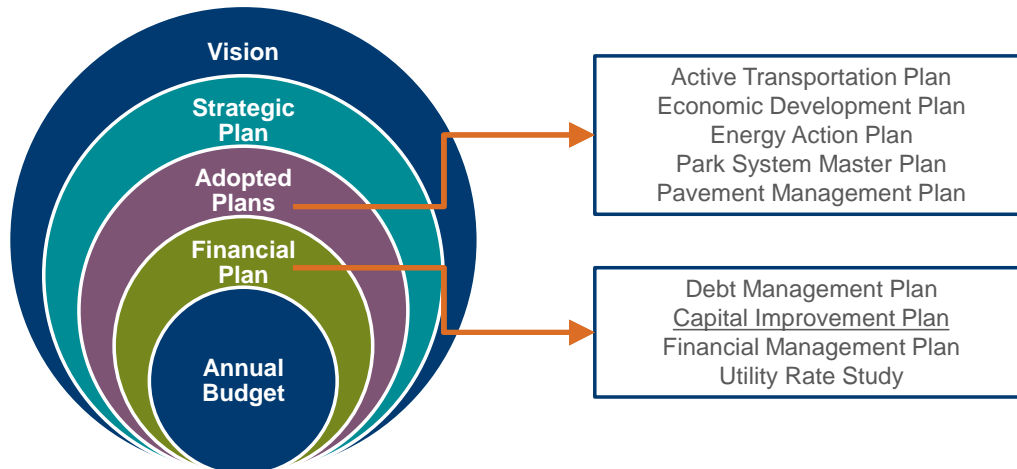 Vision
Strategic
Plan
Adopted
Plans
Financial
Plan
Annual
Budget
Active Transportation Plan
Economic Development Plan
Energy Action Plan
Park System Master Plan
Pavement Management Plan
Debt Management Plan
Capital Improvement Plan
Financial Management Plan
Utility Rate Study